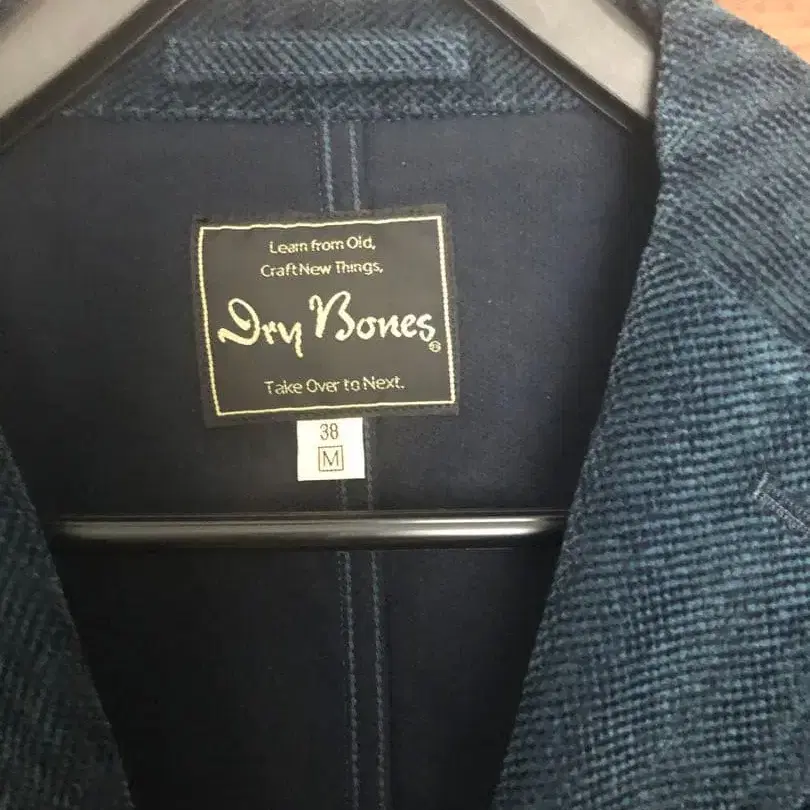 Learn from Old,
Craft New Things,
Dry Bones
Take Over to Next.
38
M